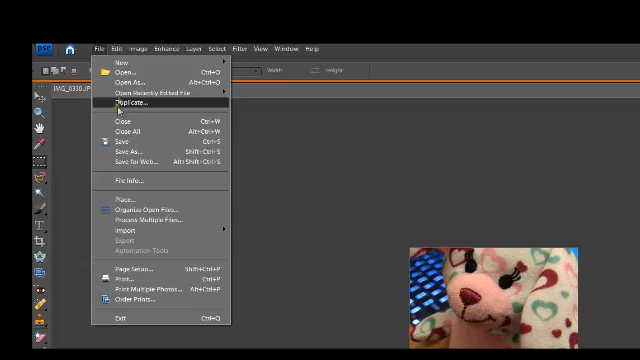 pse
File Edit Image Enhance Layer Select Filter View Window Help
Width: Height:
IMG_0330.JP
New
Open... Ctrl+O
Open As... Alt+Ctrl+O
Open Recently Edited File
Duplicate...
Close Ctrl+W
Close All Alt+Ctrl+W
Save Ctrl+S
Save As... Shift+Ctrl+S
Save for Web... Alt+Shift+Ctrl+S
File Info...
Place...
Organize Open Files...
Process Multiple Files...
Import
Export
Automation Tools
Page Setup... Shift+Ctrl+P
Print... Ctrl+P
Print Multiple Photos... Alt+Ctrl+P
Order Prints...
Exit Ctrl+Q